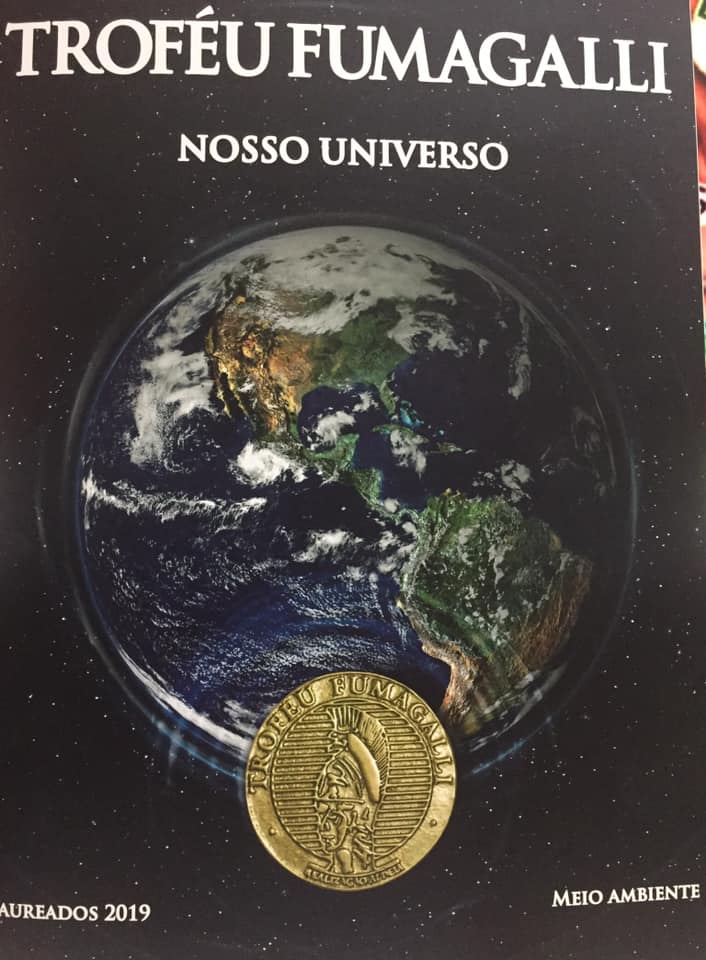 TROFÉU FUMAGALLI
NOSSO UNIVERSO
TROFÉU FUMAGALLI
AUREADOS 2019
MEIO AMBIENTE